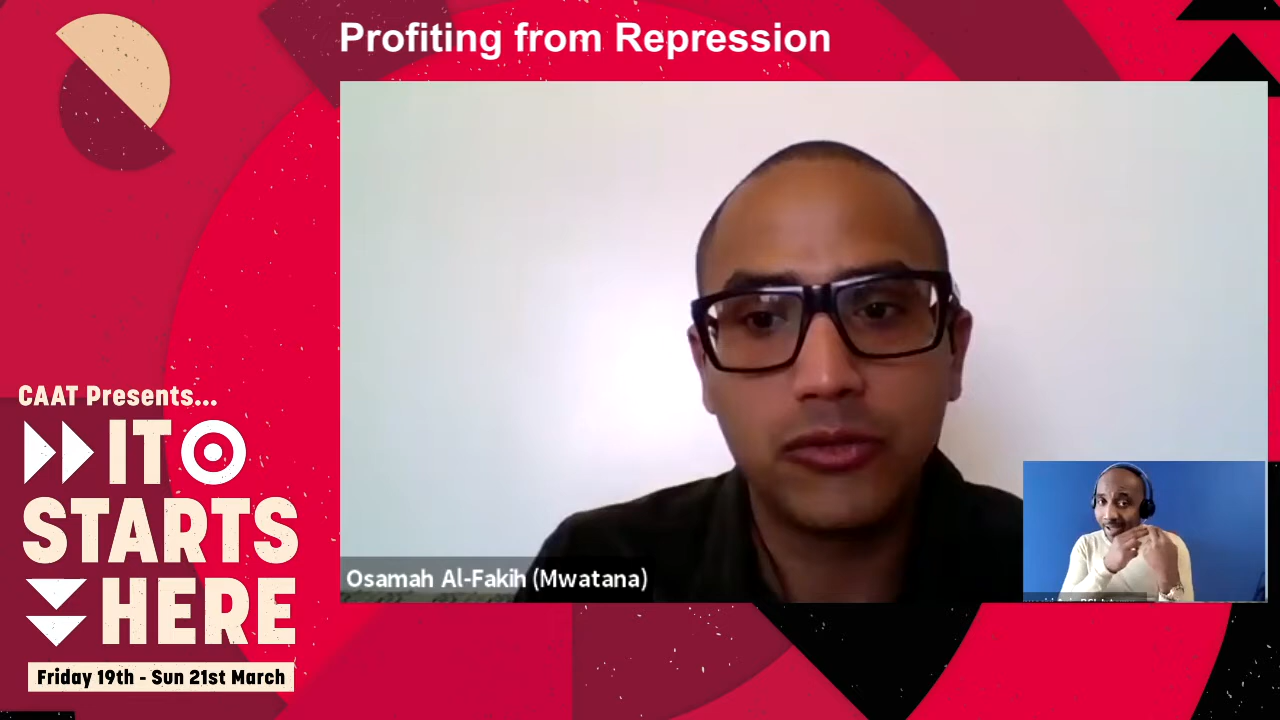 Profiting from Repression
CAAT Presents...
IT
STARTS
HERE
Friday 19th - Sun 21st March
Osamah Al-Fakih (Mwatana)